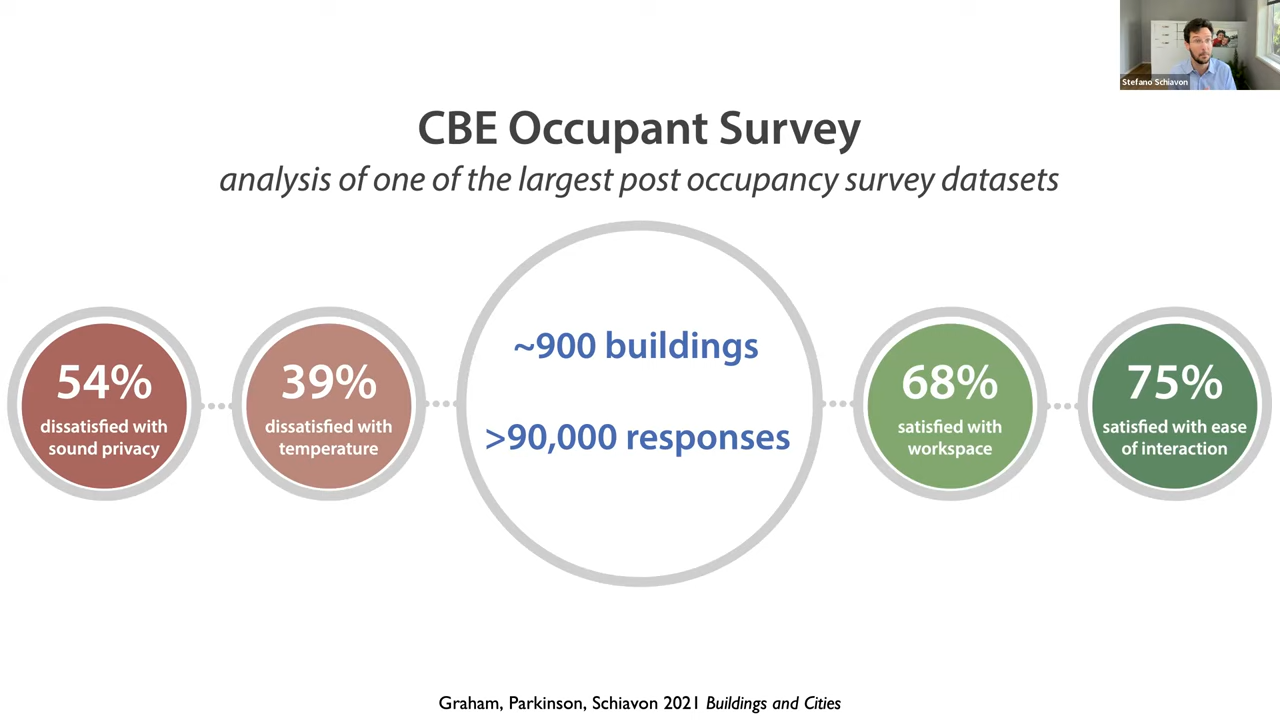 Stefano Schiavon
CBE Occupant Survey
analysis of one of the largest post occupancy survey datasets
54%
dissatisfied with
sound privacy
39%
dissatisfied with
temperature
~900 buildings
>90,000 responses
68%
satisfied with
workspace
75%
satisfied with ease
of interaction
Graham, Parkinson, Schiavon 2021 Buildings and Cities